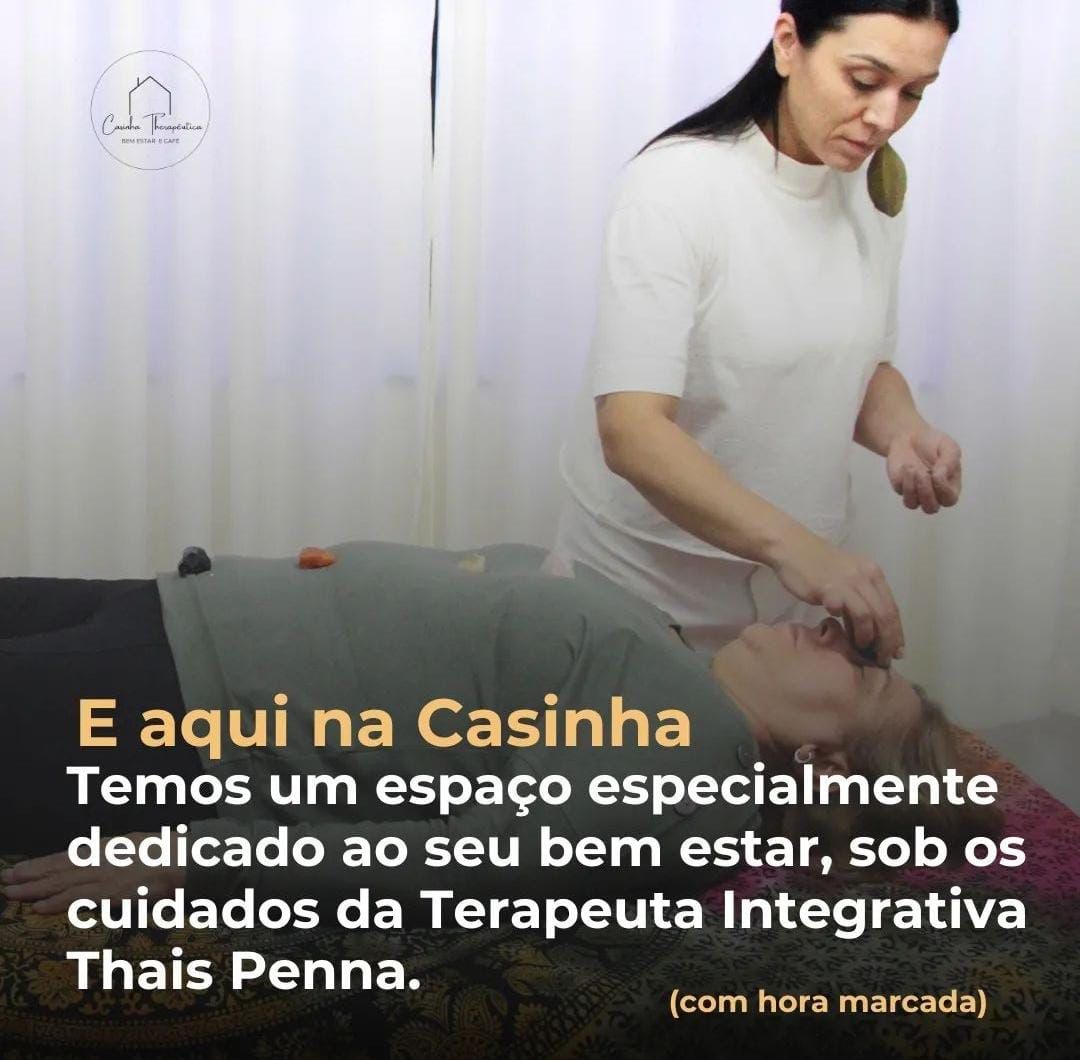 Casinha Therapêutica
BEM ESTAR E CAFÉ
E aqui na Casinha
Temos um espaço especialmente
dedicado ao seu bem estar, sob os
cuidados da Terapeuta Integrativa
Thais Penna.
(com hora marcada)